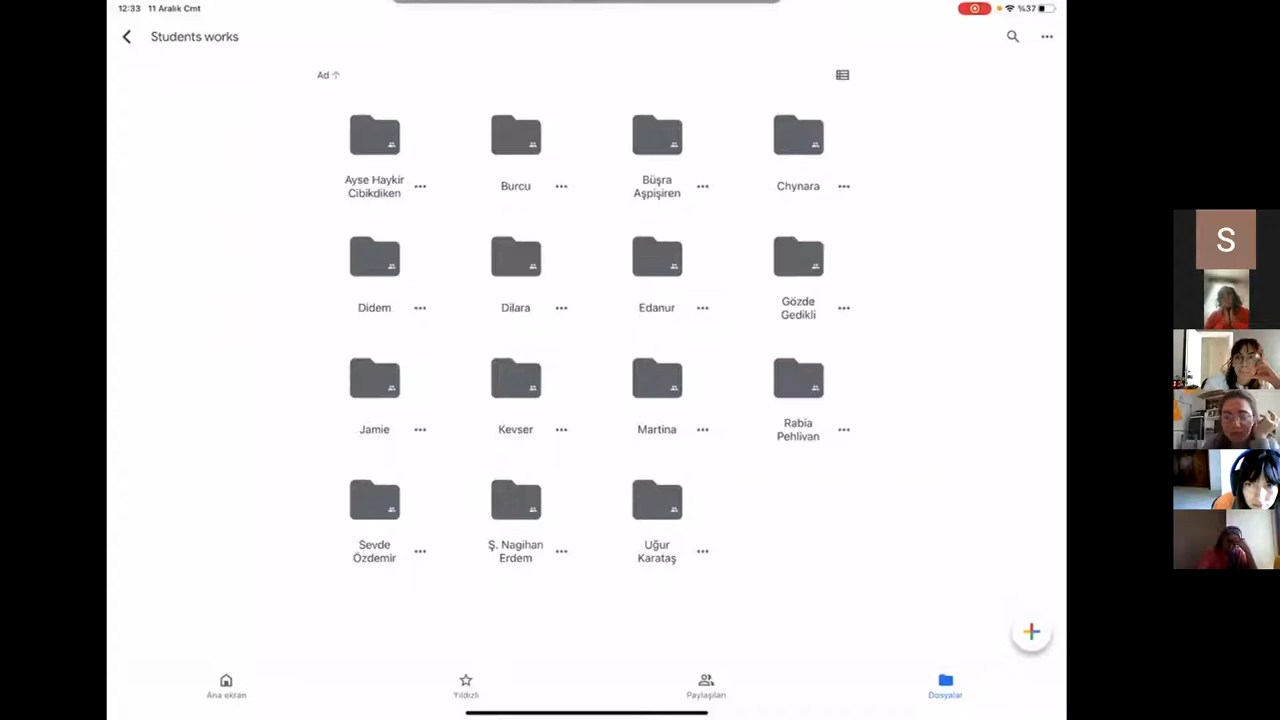 12:33 11 Aralık Cmt
%37
Students works
Ad
Ayse Haykir
Cibikdiken
Burcu
Büşra
Aşpişiren
Chynara
Didem
Dilara
Edanur
Gözde
Gedikli
Jamie
Kevser
Martina
Rabia
Pehlivan
Sevde
Özdemir
Ş. Nagihan
Erdem
Uğur
Karataş
S
Ana ekran
Yıldızlı
Paylaşılan
Dosyalar